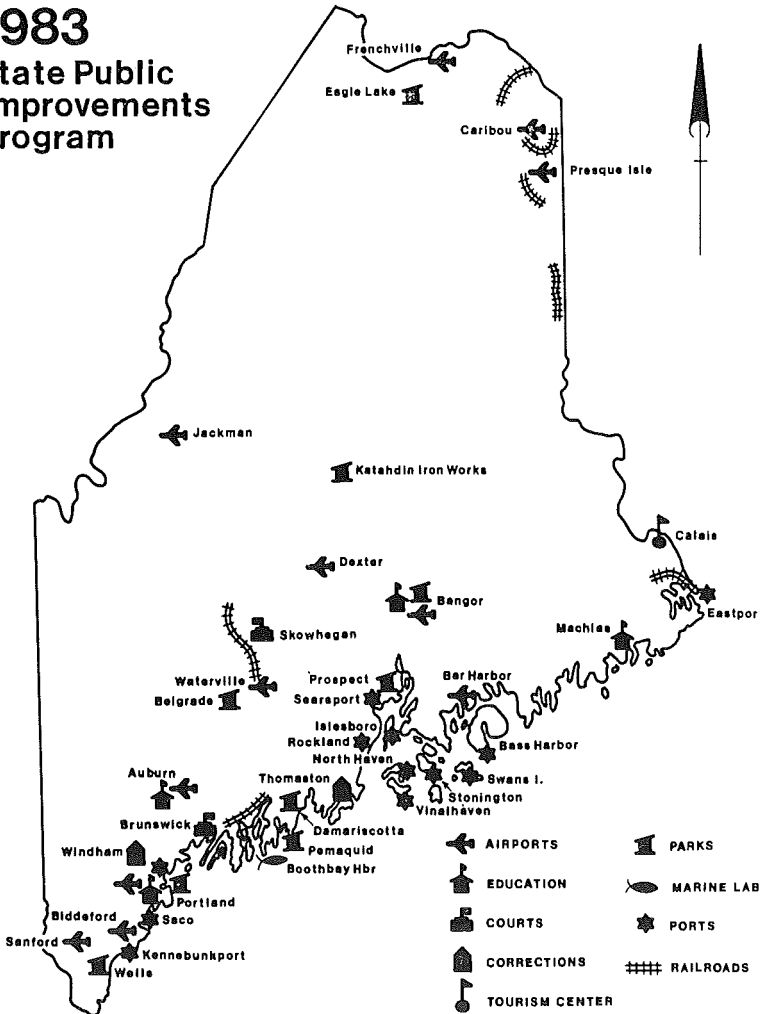 983
tate Public
mprovements
rogram
Frenchville
Eagle Lake
Caribou
Presque Isle
Jackman
Katahdin Iron Works
Calais
Dexter
Bangor
Eastpor
Machias
Skowhegan
Waterville
Belgrade
Prospect
Searsport
Bar Harbor
Islesboro
Rockland
North Haven
Bass Harbor
Swans I.
Stonington
Vinalhaven
Auburn
Thomaston
Brunswick
Damariscotta
Pemaquid
Boothbay Hbr
Windham
Portland
Biddeford
Saco
Sanford
Kennebunkport
Wells
AIRPORTS
EDUCATION
COURTS
CORRECTIONS
TOURISM CENTER
PARKS
MARINE LAB
PORTS
RAILROADS